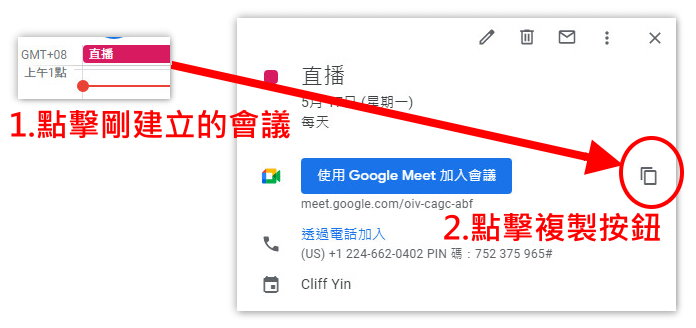 GMT+08
直播
上午1點
1.點擊剛建立的會議
直播
5月 (星期一)
每天
使用 Google Meet 加入會議
meet.google.com/oiv-cagc-abf
2.點擊複製按鈕
透過電話加入
(US) +1 224-662-0402 PIN 碼：752 375 965#
Cliff Yin